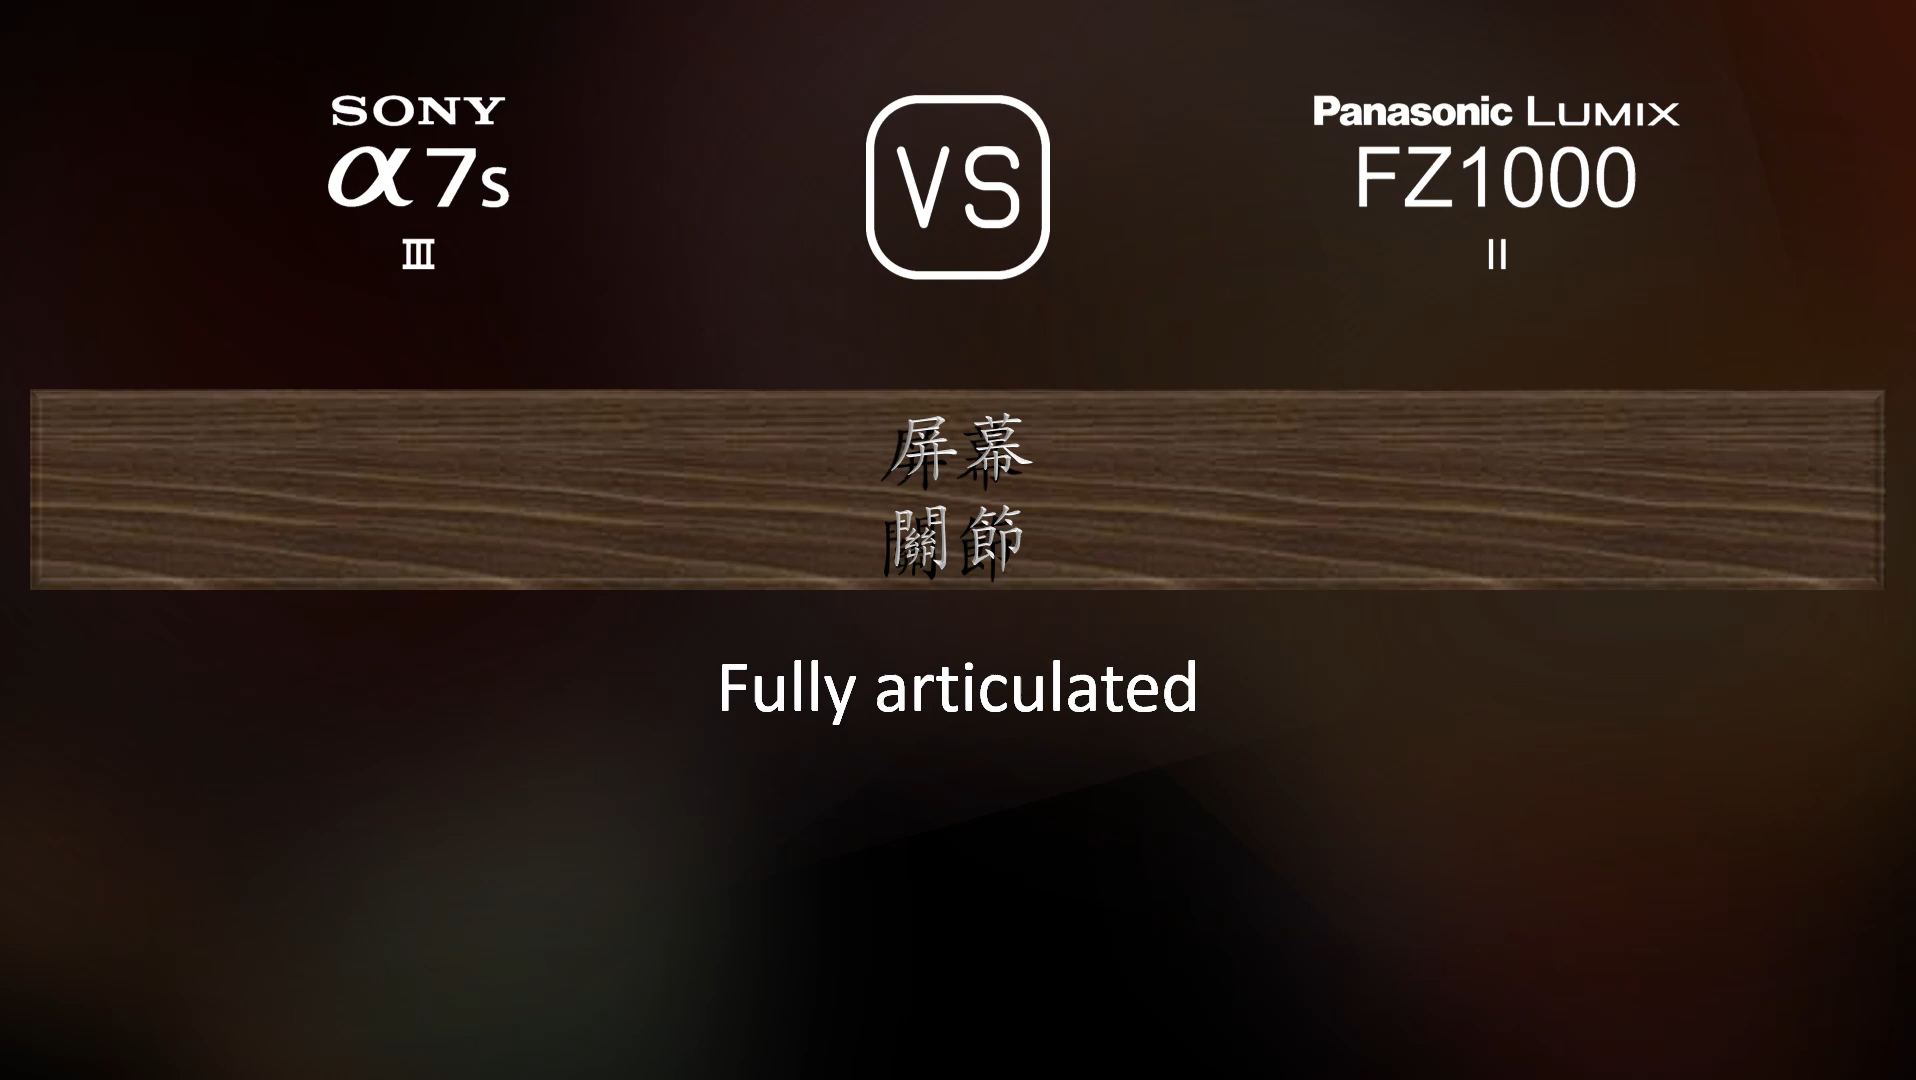 SONY
α7s
III
VS
Panasonic LUMIX
FZ1000
II
屏幕
關節
Fully articulated